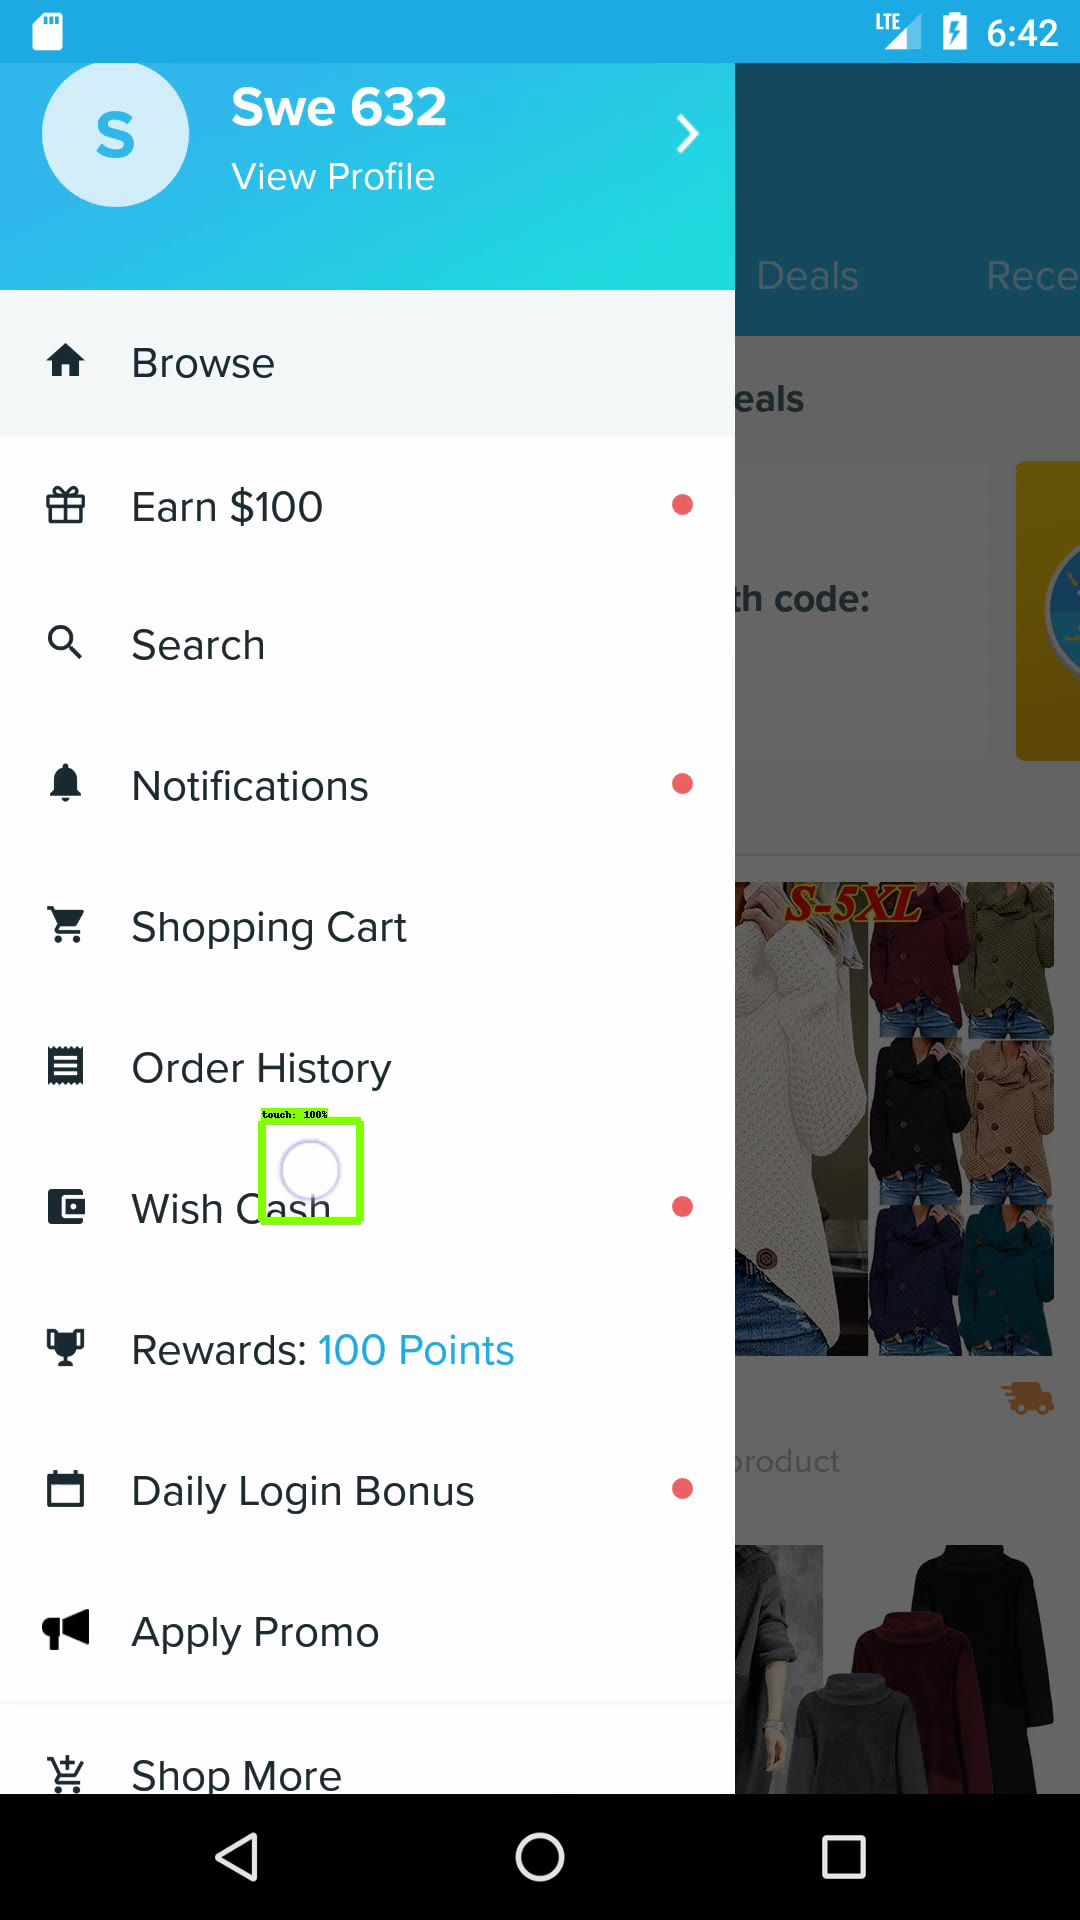 LTE 6:42
S
Swe 632
View Profile
Deals
Rece
Browse
eals
Earn $100
th code:
Search
Notifications
S-5XL
Shopping Cart
Order History
touch: 100%
Wish Cash
Rewards: 100 Points
product
Daily Login Bonus
Apply Promo
Shop More